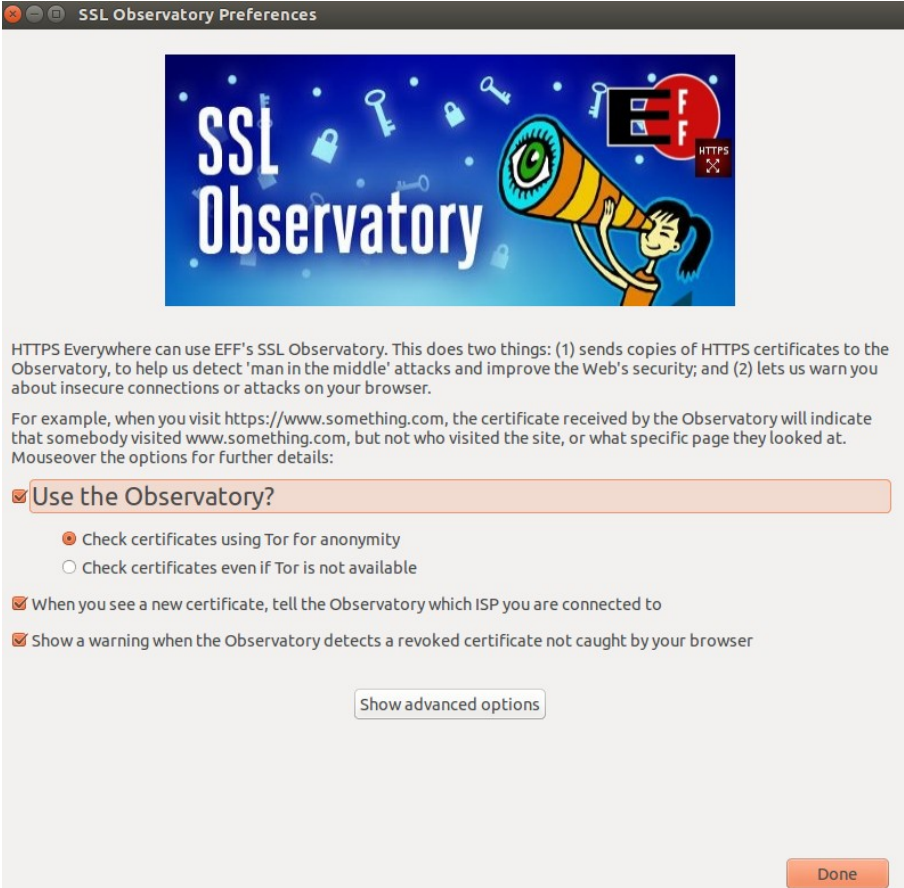 SSL Observatory Preferences
SSL
Observatory
E F
F
HTTPS
HTTPS Everywhere can use EFF's SSL Observatory. This does two things: (1) sends copies of HTTPS certificates to the
Observatory, to help us detect 'man in the middle' attacks and improve the Web's security; and (2) lets us warn you
about insecure connections or attacks on your browser.
For example, when you visit https://www.something.com, the certificate received by the Observatory will indicate
that somebody visited www.something.com, but not who visited the site, or what specific page they looked at.
Mouseover the options for further details:
Use the Observatory?
Check certificates using Tor for anonymity
Check certificates even if Tor is not available
When you see a new certificate, tell the Observatory which ISP you are connected to
Show a warning when the Observatory detects a revoked certificate not caught by your browser
Show advanced options
Done